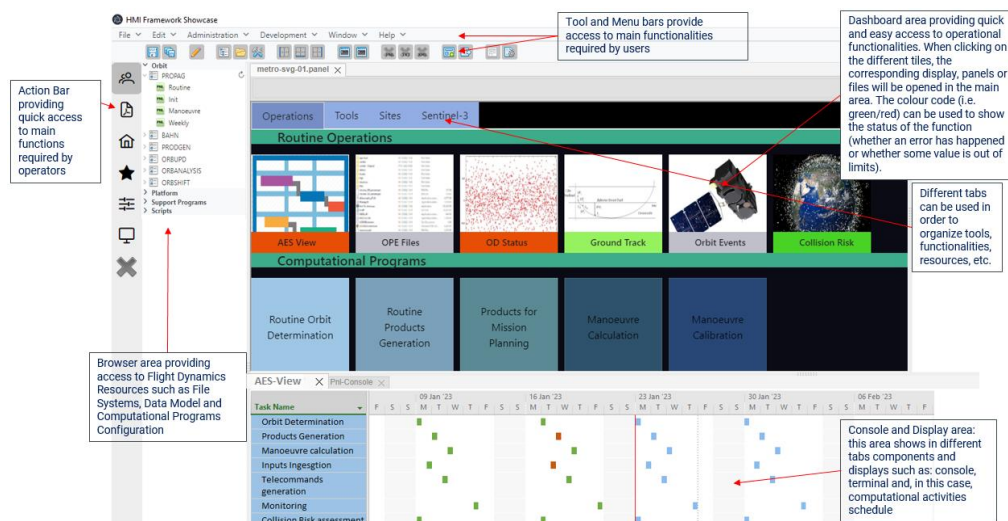 HMI Framework Showcase
File Edit Administration Development Window Help
Tool and Menu bars provide
access to main functionalities
required by users
Dashboard area providing quick
and easy access to operational
functionalities. When clicking on
the different tiles, the
corresponding display, panels or
files will be opened in the main
area. The colour code (i.e.
green/red) can be used to show
the status of the function
(whether an error has happened
or whether some value is out of
limits).
Action Bar
providing
quick access
to main
functions
required by
operators
Orbit
PROPAG
Routine
Init
Manoeuvre
Weekly
BAHN
PRODGEN
ORBUPD
ORBANALYSIS
ORBSHIFT
Platform
Support Programs
Scripts
metro-svg-01.panel
Operations Tools Sites Sentinel-3
Routine Operations
AES View OPE Files OD Status Ground Track Orbit Events Collision Risk
Different tabs
can be used in
order to
organize tools,
functionalities,
resources, etc.
Computational Programs
Routine Orbit
Determination
Routine
Products
Generation
Products for
Mission
Planning
Manoeuvre
Calculation
Manoeuvre
Calibration
Browser area providing
access to Flight Dynamics
Resources such as File
Systems, Data Model and
Computational Programs
Configuration
AES-View Pnl-Console
09 Jan '23 16 Jan '23 23 Jan '23 30 Jan '23 06 Feb '23
Task Name F S S M T W T F S S M T W T F S S M T W T F S S M T W T F S S M T W T F
Orbit Determination
Products Generation
Manoeuvre calculation
Inputs Ingesgtion
Telecommands
generation
Monitoring
Collision Risk assessment
Console and Display area:
this area shows in different
tabs components and
displays such as: console,
terminal and, in this case,
computational activities
schedule